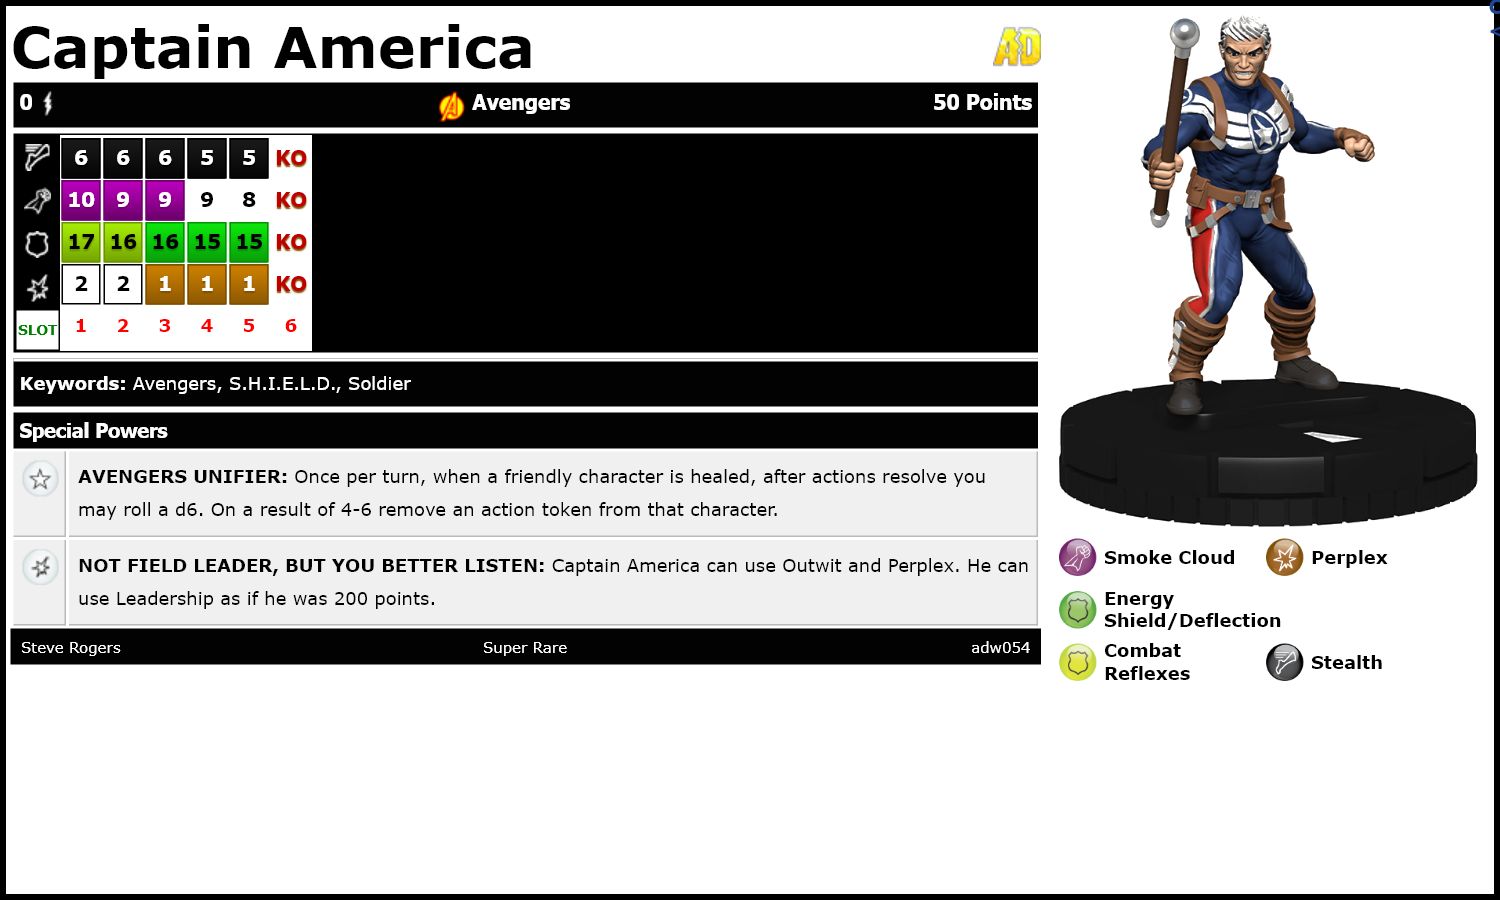 Captain America
AD
0 Avengers 50 Points
6 6 6 5 5 KO
10 9 9 9 8 KO
17 16 16 15 15 KO
2 2 1 1 1 KO
SLOT 1 2 3 4 5 6
Keywords: Avengers, S.H.I.E.L.D., Soldier
Special Powers
AVENGERS UNIFIER: Once per turn, when a friendly character is healed, after actions resolve you
may roll a d6. On a result of 4-6 remove an action token from that character.
NOT FIELD LEADER, BUT YOU BETTER LISTEN: Captain America can use Outwit and Perplex. He can
use Leadership as if he was 200 points.
Steve Rogers Super Rare adw054
Smoke Cloud Perplex
Energy
Shield/Deflection
Combat
Reflexes
Stealth